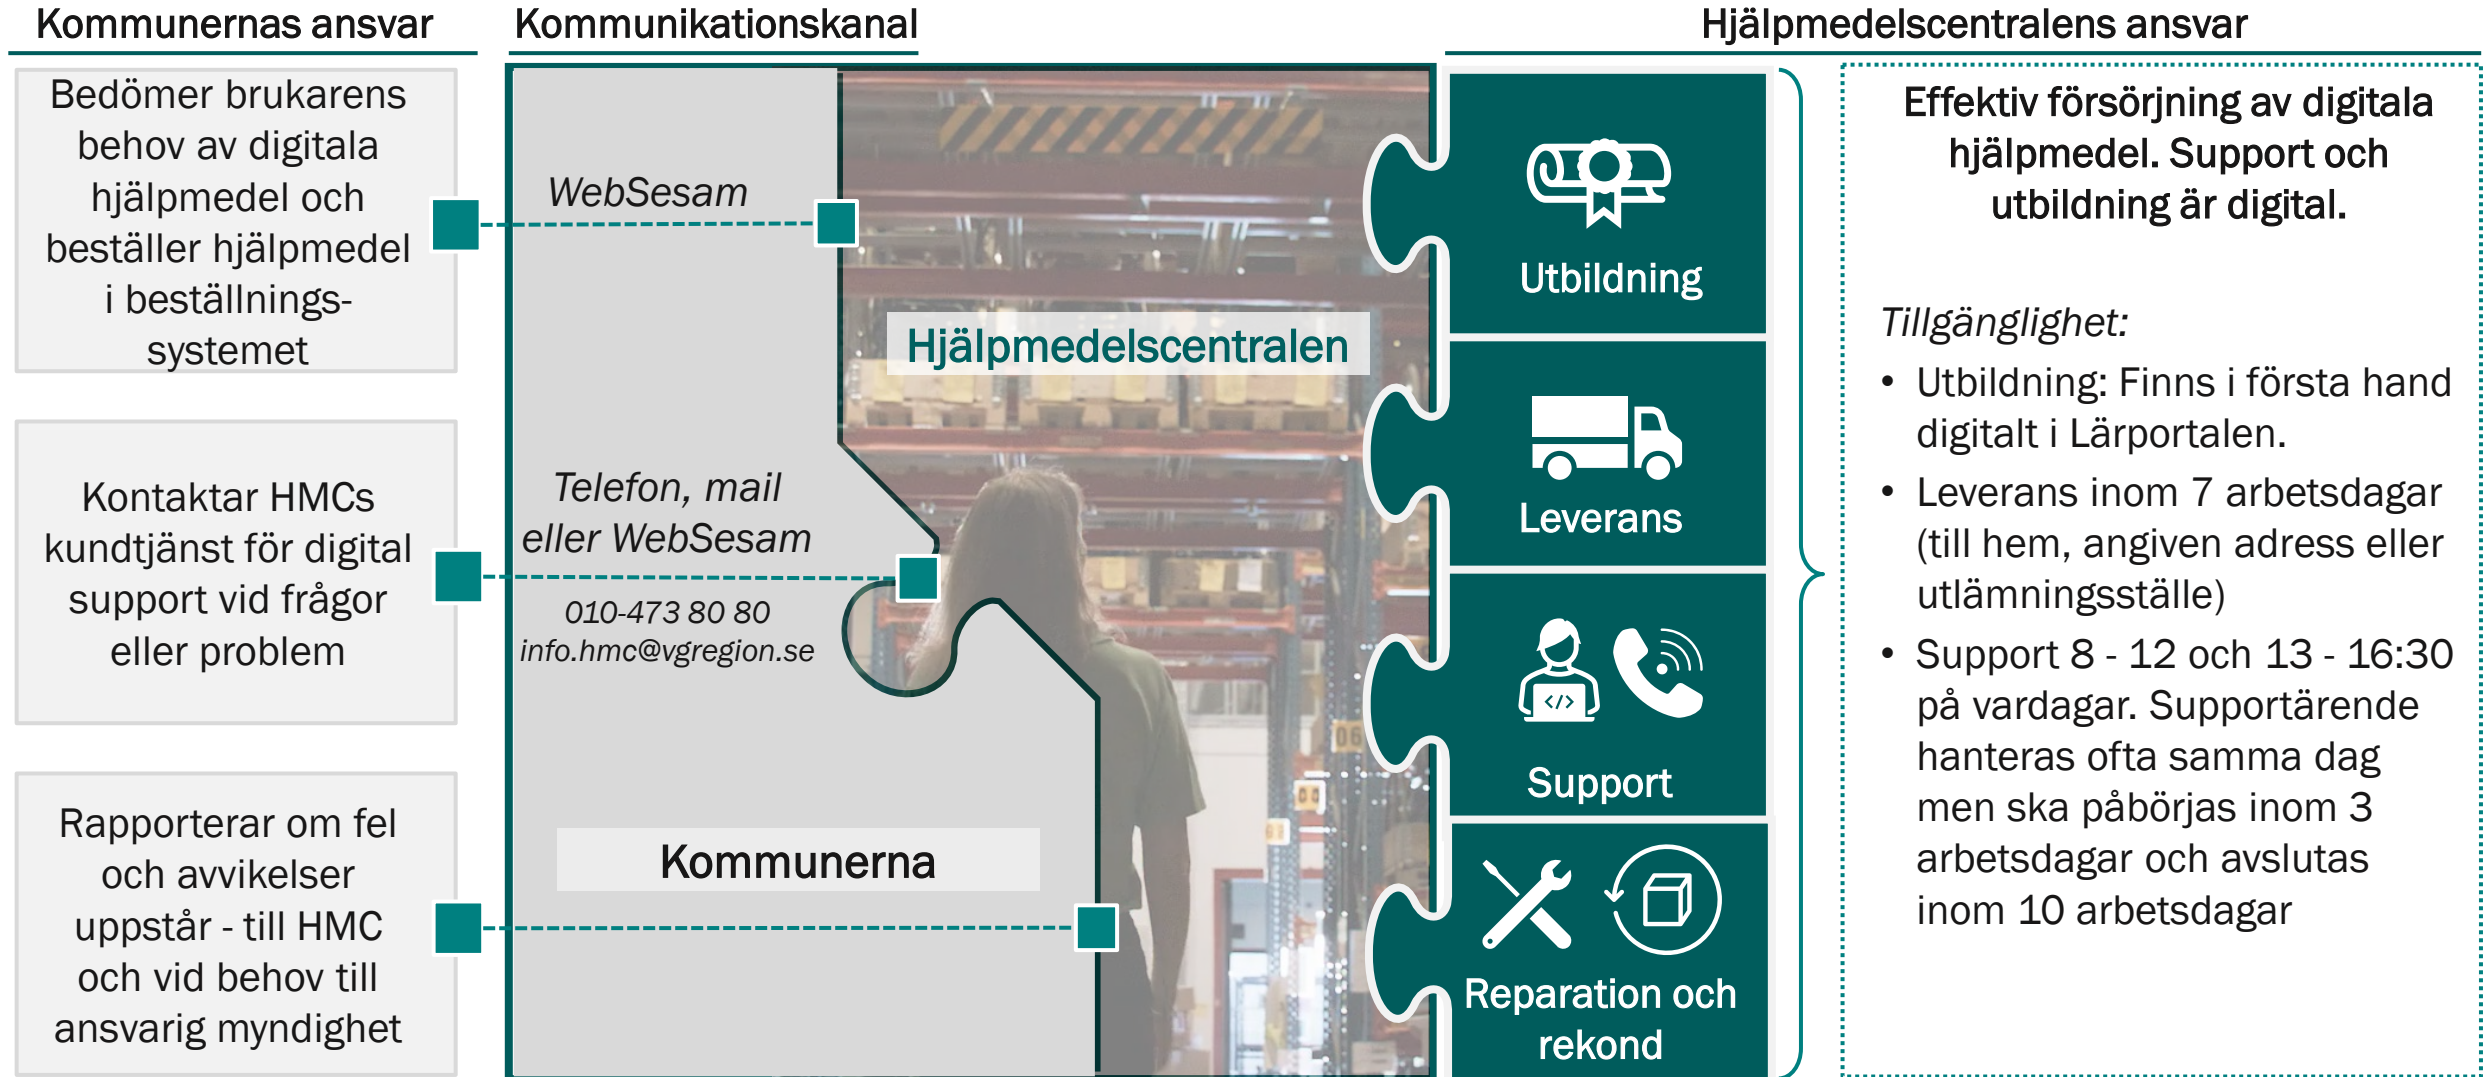 Kommunernas ansvar
Kommunikationskanal
Hjälpmedelscentralens ansvar
Bedömer brukarens
behov av digitala
hjälpmedel och
beställer hjälpmedel
i beställnings-
systemet
Kontaktar HMCs
kundtjänst för digital
support vid frågor
eller problem
Rapporterar om fel
och avvikelser
uppstår - till HMC
och vid behov till
ansvarig myndighet
WebSesam
Telefon, mail
eller WebSesam
010-473 80 80
info.hmc@vgregion.se
Hjälpmedelscentralen
Kommunerna
06
Utbildning
Leverans
</>
Support
Reparation och
rekond
Effektiv försörjning av digitala
hjälpmedel. Support och
utbildning är digital.
Tillgänglighet:
• Utbildning: Finns i första hand
digitalt i Lärportalen.
• Leverans inom 7 arbetsdagar
(till hem, angiven adress eller
utlämningsställe)
• Support 8 - 12 och 13 - 16:30
på vardagar. Supportärende
hanteras ofta samma dag
men ska påbörjas inom 3
arbetsdagar och avslutas
inom 10 arbetsdagar